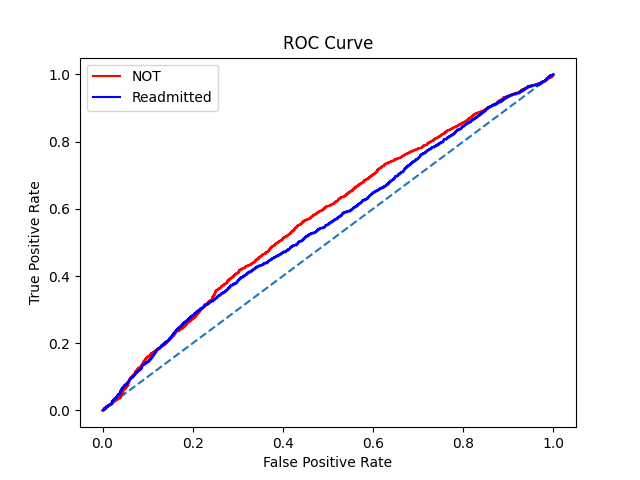 ROC Curve
NOT
Readmitted
True Positive Rate
1.0
0.8
0.6
0.4
0.2
0.0
0.0 0.2 0.4 0.6 0.8 1.0
False Positive Rate